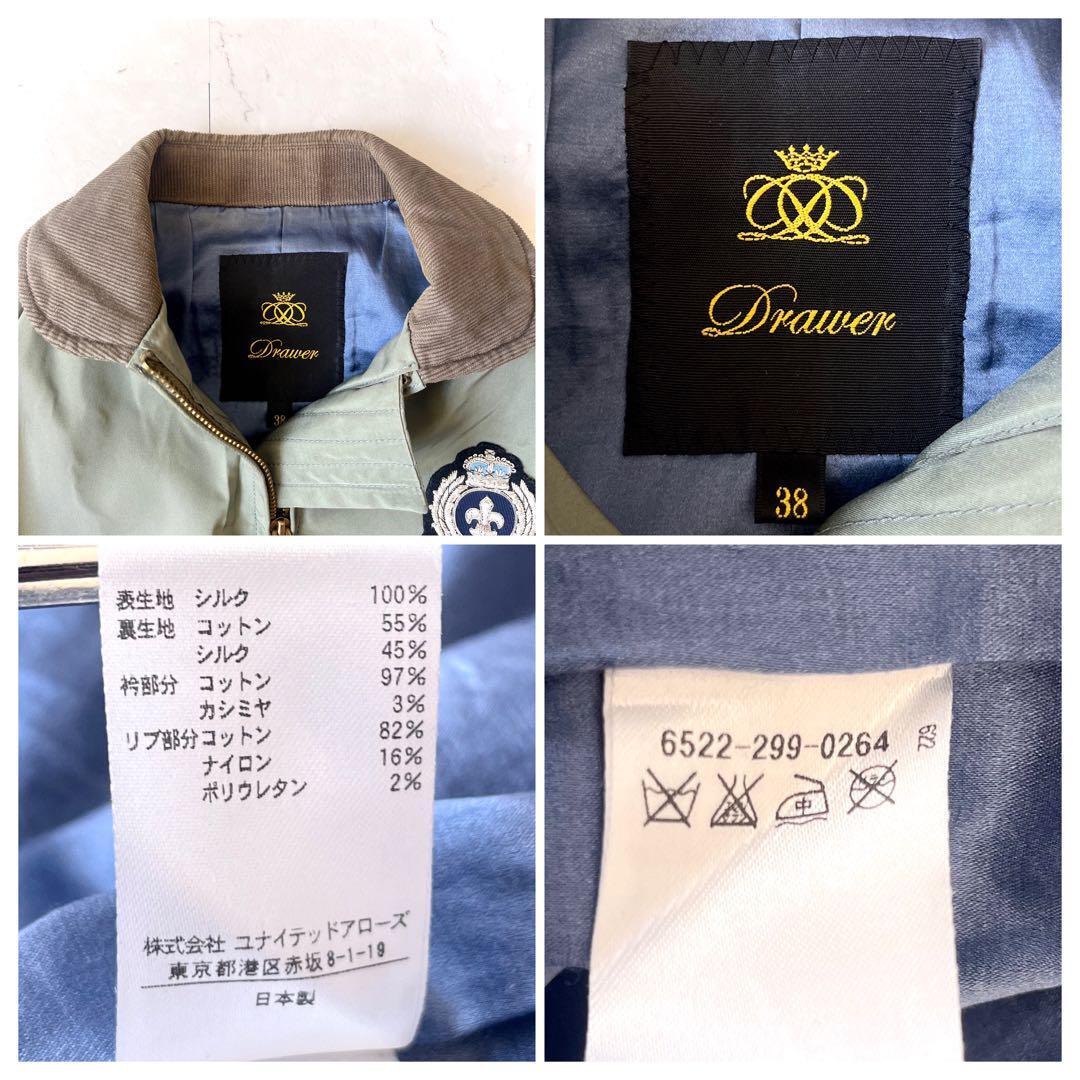 Drawer
38
Drawer
38
表生地 シルク 100%
裏生地 コットン 55%
シルク 45%
衿部分 コットン 97%
カシミヤ 3%
リブ部分 コットン 82%
ナイロン 16%
ポリウレタン 2%
株式会社 ユナイテッドアローズ
東京都港区赤坂8-1-19
日本製
6522-299-0264
622
中